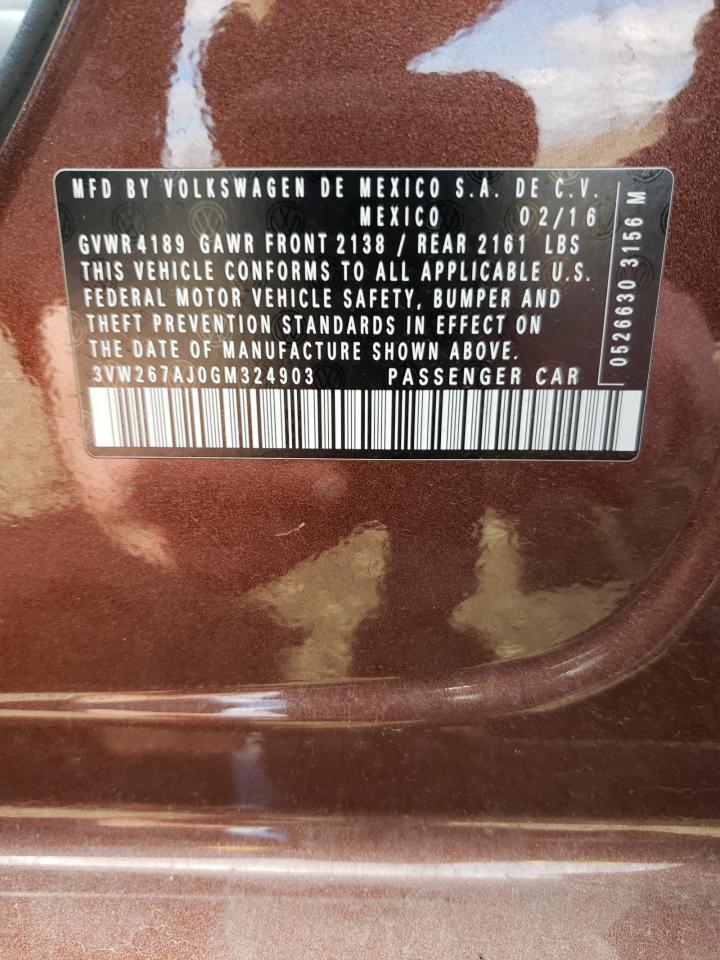 MFD BY VOLKSWAGEN DE MEXICO S.A. DE C.V.
MEXICO 02/16
GVWR 4189 GAWR FRONT 2138 / REAR 2161 LBS
THIS VEHICLE CONFORMS TO ALL APPLICABLE U.S.
FEDERAL MOTOR VEHICLE SAFETY, BUMPER AND
THEFT PREVENTION STANDARDS IN EFFECT ON
THE DATE OF MANUFACTURE SHOWN ABOVE.
3VW267AJ0GM324903 PASSENGER CAR
0526630 3156 M